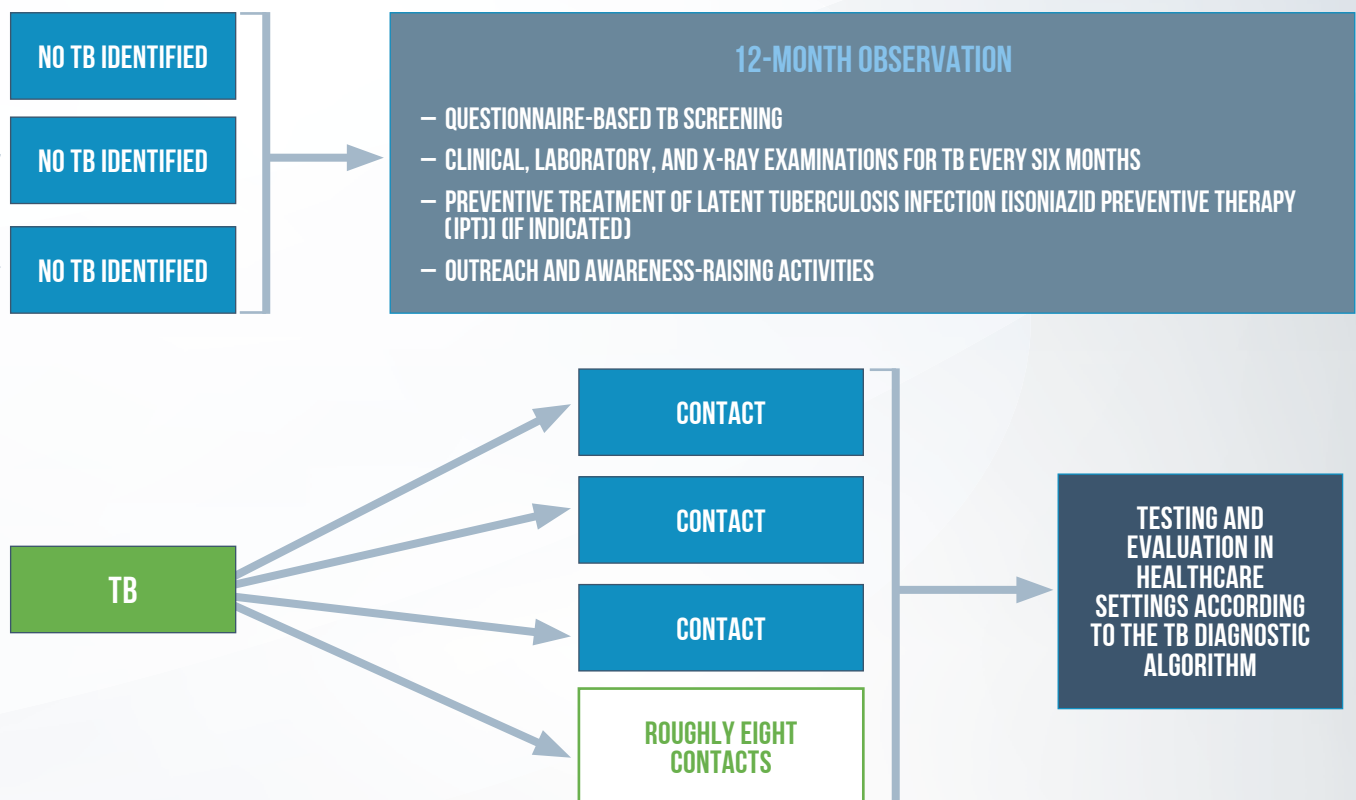 NO TB IDENTIFIED
NO TB IDENTIFIED
NO TB IDENTIFIED
12-MONTH OBSERVATION
– QUESTIONNAIRE-BASED TB SCREENING
– CLINICAL, LABORATORY, AND X-RAY EXAMINATIONS FOR TB EVERY SIX MONTHS
– PREVENTIVE TREATMENT OF LATENT TUBERCULOSIS INFECTION [ISONIAZID PREVENTIVE THERAPY
(IPT)] (IF INDICATED)
– OUTREACH AND AWARENESS-RAISING ACTIVITIES
TB
CONTACT
CONTACT
CONTACT
ROUGHLY EIGHT
CONTACTS
TESTING AND
EVALUATION IN
HEALTHCARE
SETTINGS ACCORDING
TO THE TB DIAGNOSTIC
ALGORITHM